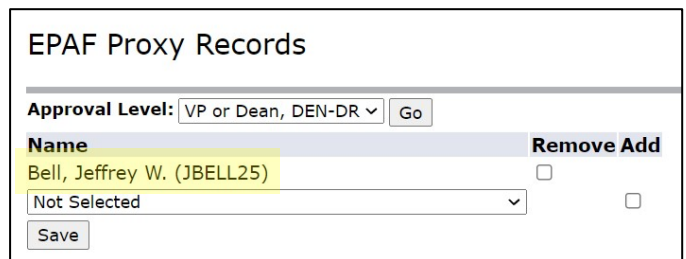 EPAF Proxy Records
Approval Level: VP or Dean, DEN-DR Go
Name Remove Add
Bell, Jeffrey W. (JBELL25)
Not Selected
Save